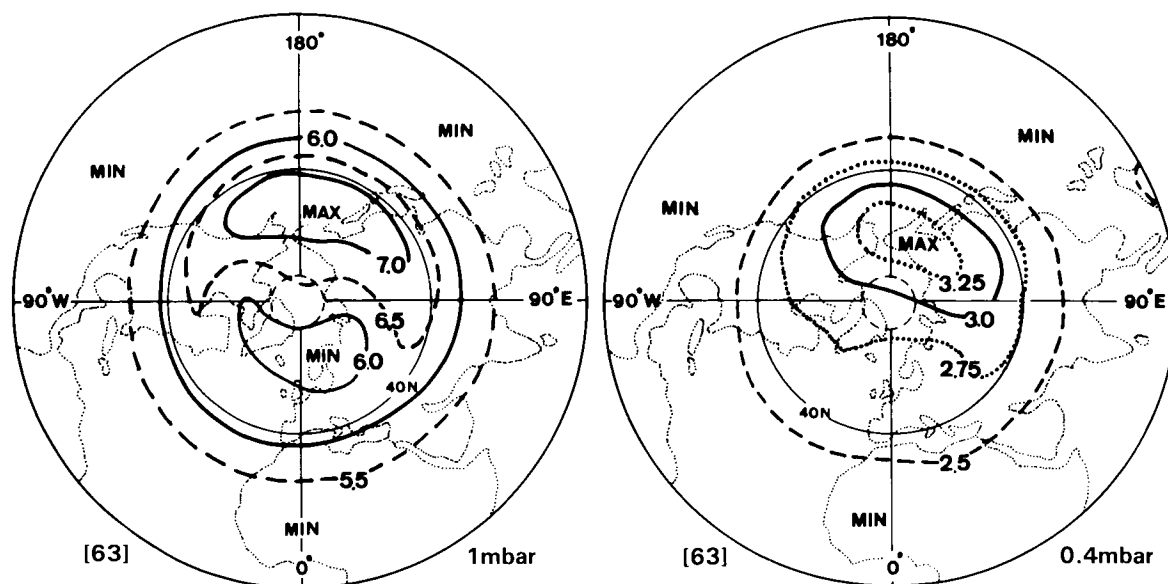 180°
MIN
MIN
6.0
MAX
7.0
90°W
90°E
6.5
MIN
6.0
40N
5.5
MIN
[63]
0°
1mbar
180°
MIN
MIN
MAX
3.25
90°W
90°E
3.0
2.75
40N
2.5
MIN
[63]
0°
0.4mbar